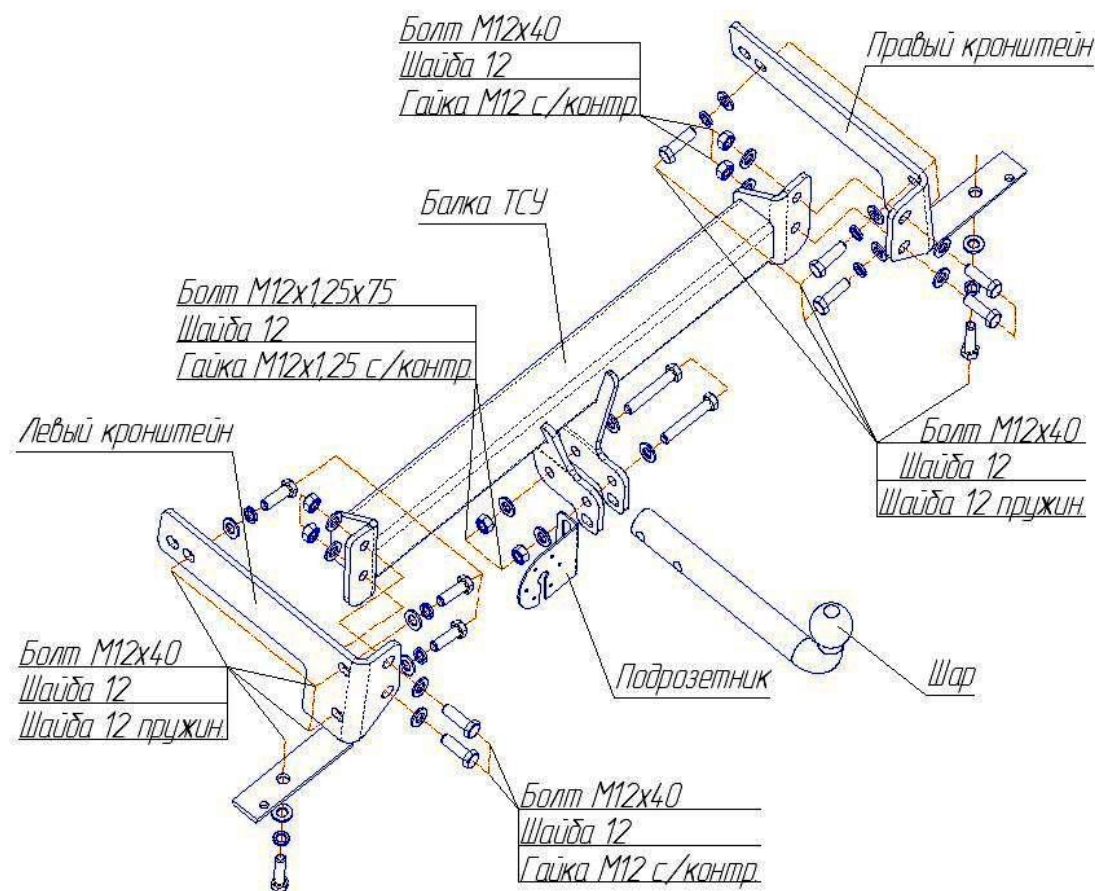 Болт М12х40
Шайба 12
Гайка М12 с/контр.
Правый кронштейн
Балка ТСУ
Болт М12х1,25х75
Шайба 12
Гайка М12х1,25 с/контр.
Левый кронштейн
Болт М12х40
Шайба 12
Шайба 12 пружин.
Болт М12х40
Шайба 12
Шайба 12 пружин.
Подрозетник
Шар
Болт М12х40
Шайба 12
Гайка М12 с/контр.